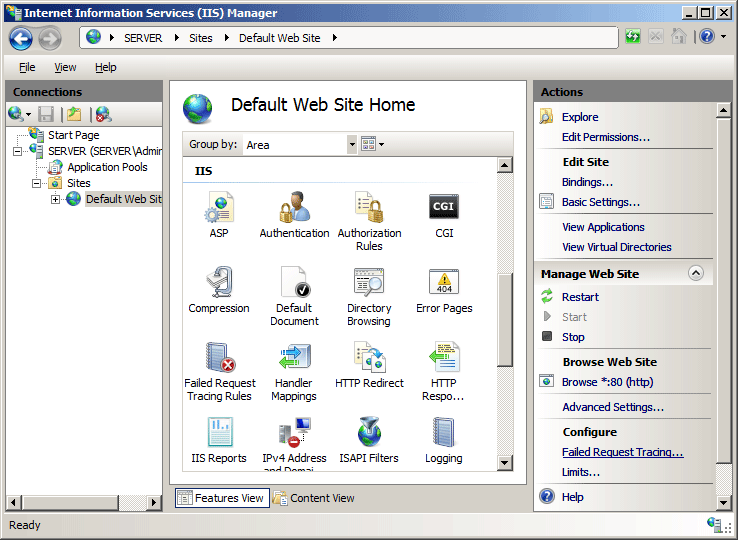 Internet Information Services (IIS) Manager
SERVER Sites Default Web Site
File View Help
Connections
Start Page
SERVER (SERVER\Admir
Application Pools
Sites
Default Web Sit
Default Web Site Home
Group by: Area
IIS
ASP
Authentication
Authorization
Rules
CGI
CGI
Compression
Default
Document
Directory
Browsing
404
Error Pages
Failed Request
Tracing Rules
Handler
Mappings
HTTP Redirect
HTTP
Respo...
IIS Reports
IPv4 Address
and Domai...
ISAPI Filters
Logging
Features View
Content View
Actions
Explore
Edit Permissions...
Edit Site
Bindings...
Basic Settings...
View Applications
View Virtual Directories
Manage Web Site
Restart
Start
Stop
Browse Web Site
Browse *:80 (http)
Advanced Settings...
Configure
Failed Request Tracing...
Limits...
Help
Ready